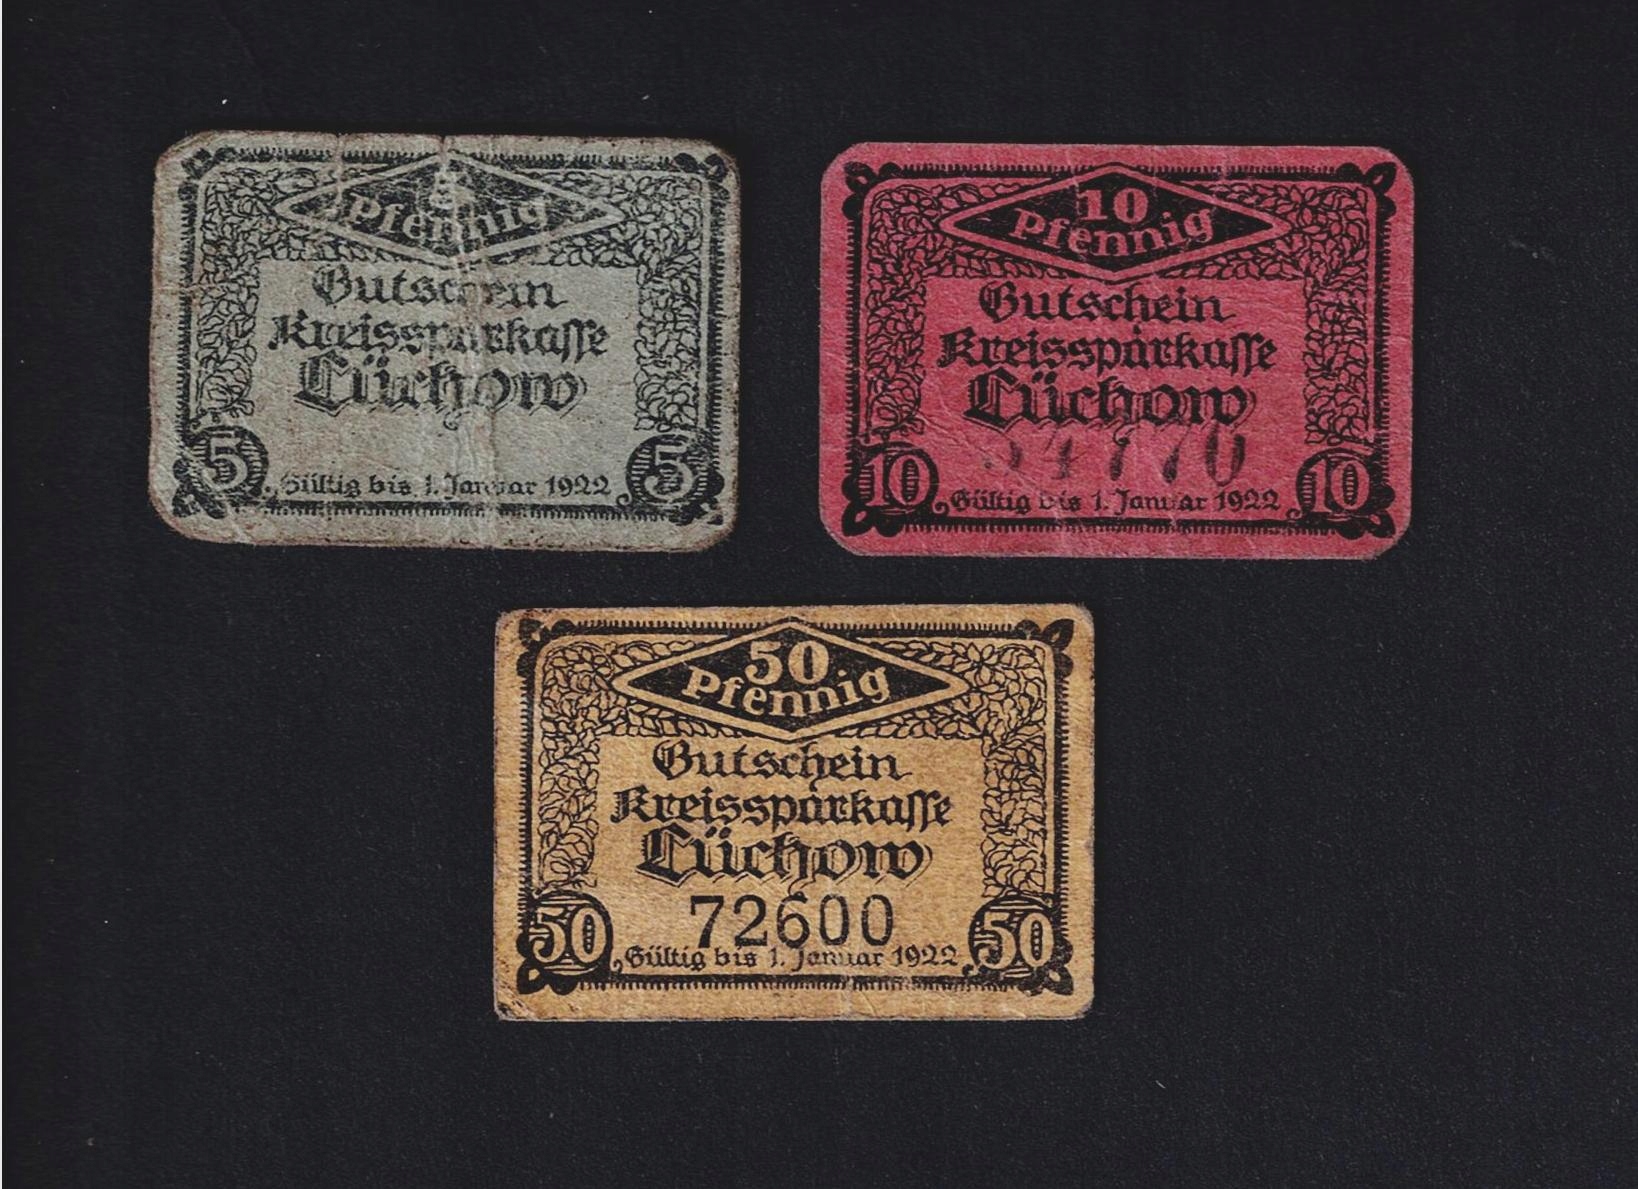 5
Pfennig
Gutschein
Kreissparkasse
Lüchow
5 5
Gültig bis 1. Januar 1922
10
Pfennig
Gutschein
Kreissparkasse
Lüchow
10 10
Gültig bis 1. Januar 1922
50
Pfennig
Gutschein
Kreissparkasse
Lüchow
72600
50 50
Gültig bis 1. Januar 1922